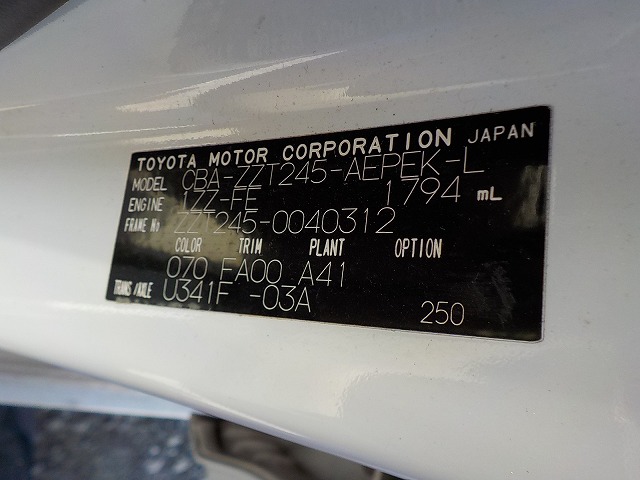 TOYOTA MOTOR CORPORATION JAPAN
MODEL CBA-ZZT245-AEPEK-L
ENGINE 1ZZ-FE 1794 mL
FRAME No ZZT245-0040312
COLOR TRIM PLANT OPTION
070 FA00 A41
TRANS/AXLE U341F -03A
250